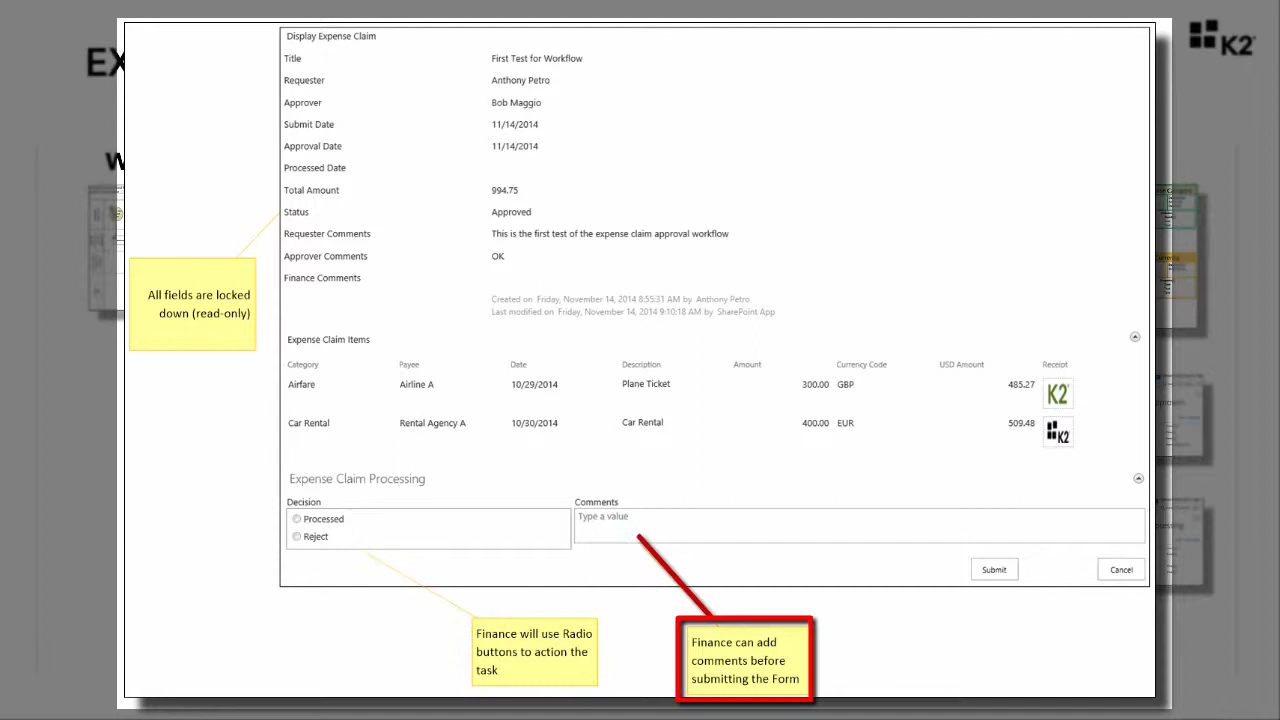 EX
K2
W
Display Expense Claim
Title First Test for Workflow
Requester Anthony Petro
Approver Bob Maggio
Submit Date 11/14/2014
Approval Date 11/14/2014
Processed Date
Total Amount 994.75
Status Approved
Requester Comments This is the first test of the expense claim approval workflow
Approver Comments OK
Finance Comments
Created on Friday, November 14, 2014 8:55:31 AM by Anthony Petro
Last modified on Friday, November 14, 2014 9:10:18 AM by SharePoint App
All fields are locked
down (read-only)
Expense Claim Items
Category Payee Date Description Amount Currency Code USD Amount Receipt
Airfare Airline A 10/29/2014 Plane Ticket 300.00 GBP 485.27 K2
Car Rental Rental Agency A 10/30/2014 Car Rental 400.00 EUR 509.48 K2
Expense Claim Processing
Decision Comments
Processed Type a value
Reject
Submit Cancel
Finance will use Radio
buttons to action the
task
Finance can add
comments before
submitting the Form